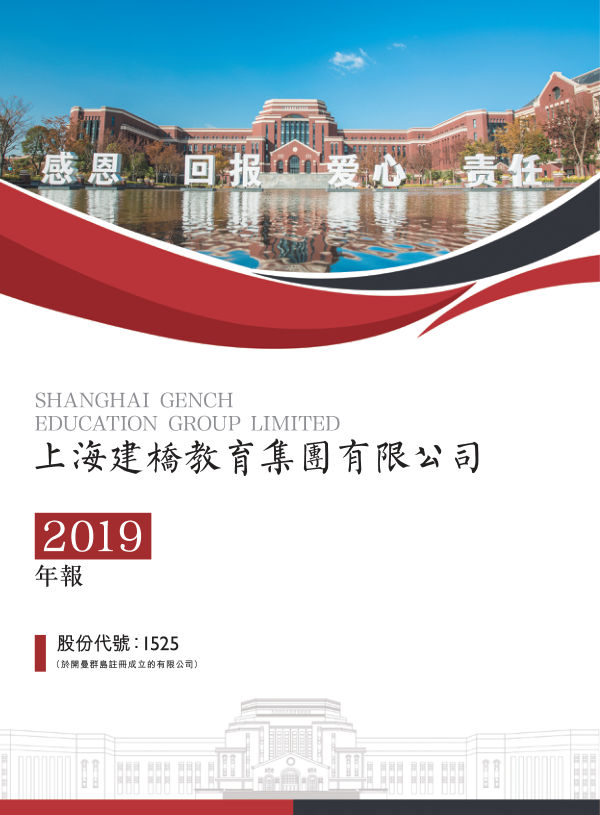 感恩 回报 爱心 责任
SHANGHAI GENCH
EDUCATION GROUP LIMITED
上海建橋教育集團有限公司
2019
年報
股份代號：1525
（於開曼群島註冊成立的有限公司）